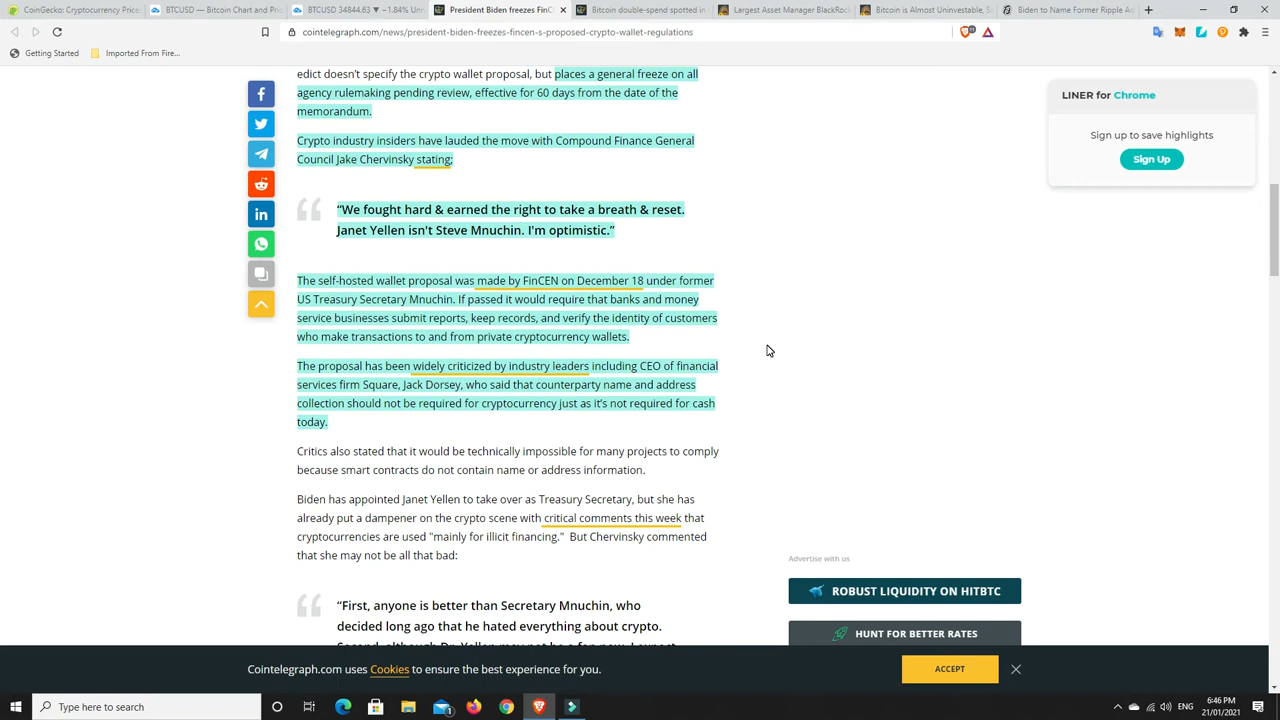 CoinGecko: Cryptocurrency Price
BTCUSD — Bitcoin Chart and Pric
BTCUSD 34844.63 ▼ −1.84% Unn
President Biden freezes FinC
Bitcoin double-spend spotted in
Largest Asset Manager BlackRock
Bitcoin is Almost Uninvestable, S
Biden to Name Former Ripple Ad
cointelegraph.com/news/president-biden-freezes-fincen-s-proposed-crypto-wallet-regulations
Getting Started
Imported From Fire...
edict doesn't specify the crypto wallet proposal, but places a general freeze on all
agency rulemaking pending review, effective for 60 days from the date of the
memorandum.
Crypto industry insiders have lauded the move with Compound Finance General
Council Jake Chervinsky stating;
“We fought hard & earned the right to take a breath & reset.
Janet Yellen isn't Steve Mnuchin. I'm optimistic.”
The self-hosted wallet proposal was made by FinCEN on December 18 under former
US Treasury Secretary Mnuchin. If passed it would require that banks and money
service businesses submit reports, keep records, and verify the identity of customers
who make transactions to and from private cryptocurrency wallets.
The proposal has been widely criticized by industry leaders including CEO of financial
services firm Square, Jack Dorsey, who said that counterparty name and address
collection should not be required for cryptocurrency just as it’s not required for cash
today.
Critics also stated that it would be technically impossible for many projects to comply
because smart contracts do not contain name or address information.
Biden has appointed Janet Yellen to take over as Treasury Secretary, but she has
already put a dampener on the crypto scene with critical comments this week that
cryptocurrencies are used "mainly for illicit financing." But Chervinsky commented
that she may not be all that bad:
“First, anyone is better than Secretary Mnuchin, who
decided long ago that he hated everything about crypto.
LINER for Chrome
Sign up to save highlights
Sign Up
Advertise with us
ROBUST LIQUIDITY ON HITBTC
HUNT FOR BETTER RATES
Cointelegraph.com uses Cookies to ensure the best experience for you.
ACCEPT
Type here to search
ENG
6:46 PM
21/01/2021